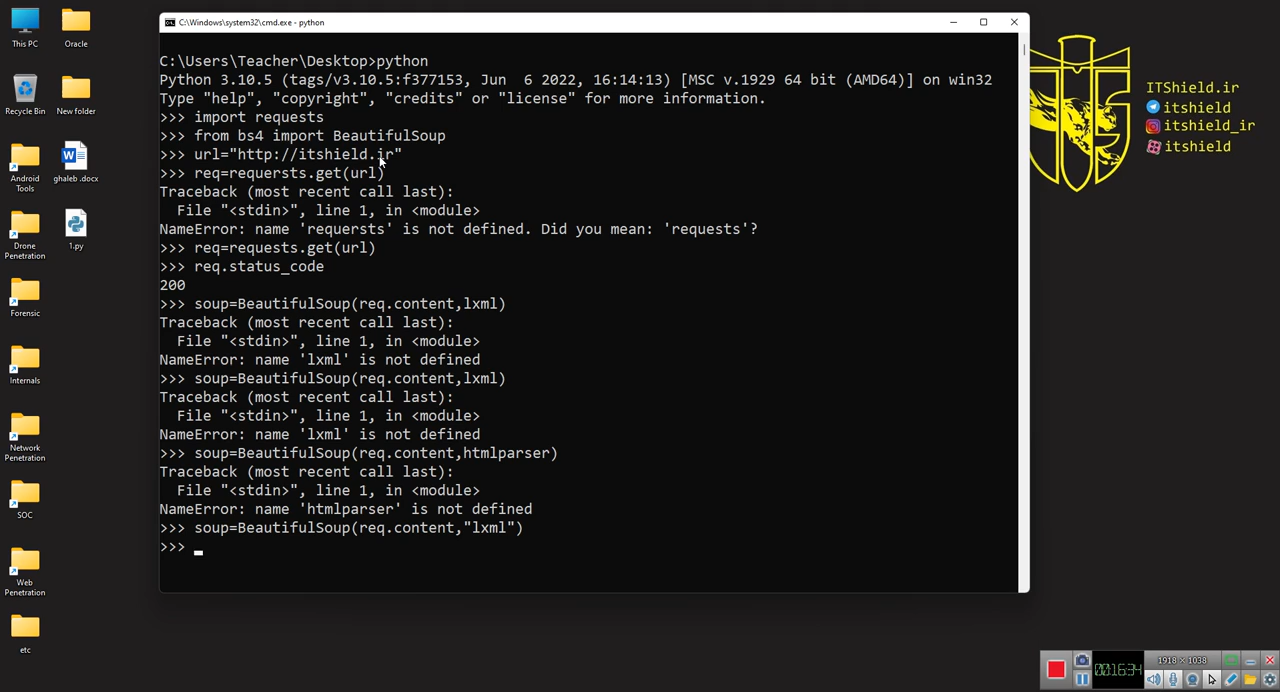 C:\Windows\system32\cmd.exe - python
This PC
Oracle
Recycle Bin
New folder
Android
Tools
ghaleb .docx
Drone
Penetration
1.py
Forensic
Internals
Network
Penetration
SOC
Web
Penetration
etc
C:\Users\Teacher\Desktop>python
Python 3.10.5 (tags/v3.10.5:f377153, Jun  6 2022, 16:14:13) [MSC v.1929 64 bit (AMD64)] on win32
Type "help", "copyright", "credits" or "license" for more information.
>>> import requests
>>> from bs4 import BeautifulSoup
>>> url="http://itshield.ir"
>>> req=requersts.get(url)
Traceback (most recent call last):
  File "<stdin>", line 1, in <module>
NameError: name 'requersts' is not defined. Did you mean: 'requests'?
>>> req=requests.get(url)
>>> req.status_code
200
>>> soup=BeautifulSoup(req.content,lxml)
Traceback (most recent call last):
  File "<stdin>", line 1, in <module>
NameError: name 'lxml' is not defined
>>> soup=BeautifulSoup(req.content,lxml)
Traceback (most recent call last):
  File "<stdin>", line 1, in <module>
NameError: name 'lxml' is not defined
>>> soup=BeautifulSoup(req.content,htmlparser)
Traceback (most recent call last):
  File "<stdin>", line 1, in <module>
NameError: name 'htmlparser' is not defined
>>> soup=BeautifulSoup(req.content,"lxml")
>>>
ITShield.ir
itshield
itshield_ir
itshield
00:16:34
1918 × 1038